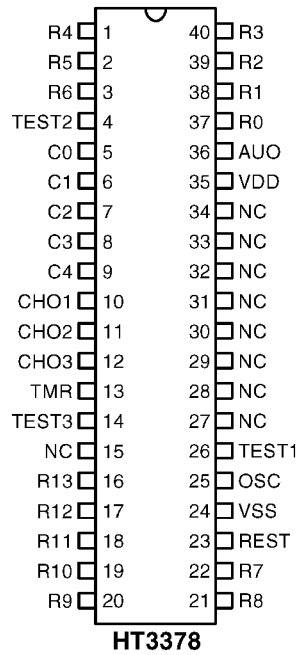 R4 1 40 R3
R5 2 39 R2
R6 3 38 R1
TEST2 4 37 R0
C0 5 36 AUO
C1 6 35 VDD
C2 7 34 NC
C3 8 33 NC
C4 9 32 NC
CHO1 10 31 NC
CHO2 11 30 NC
CHO3 12 29 NC
TMR 13 28 NC
TEST3 14 27 NC
NC 15 26 TEST1
R13 16 25 OSC
R12 17 24 VSS
R11 18 23 REST
R10 19 22 R7
R9 20 21 R8
HT3378